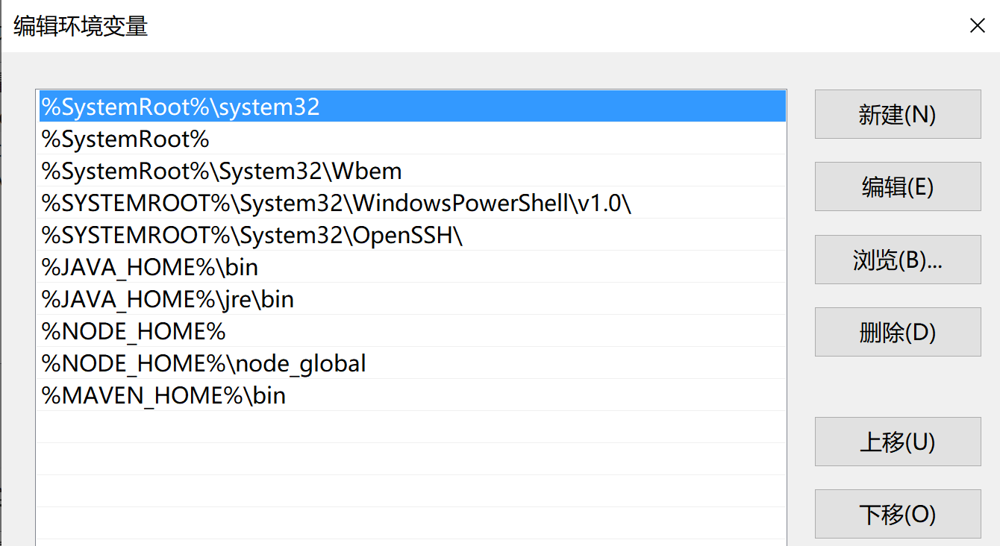 编辑环境变量
%SystemRoot%\system32
%SystemRoot%
%SystemRoot%\System32\Wbem
%SYSTEMROOT%\System32\WindowsPowerShell\v1.0\
%SYSTEMROOT%\System32\OpenSSH\
%JAVA_HOME%\bin
%JAVA_HOME%\jre\bin
%NODE_HOME%
%NODE_HOME%\node_global
%MAVEN_HOME%\bin
新建(N)
编辑(E)
浏览(B)...
删除(D)
上移(U)
下移(O)